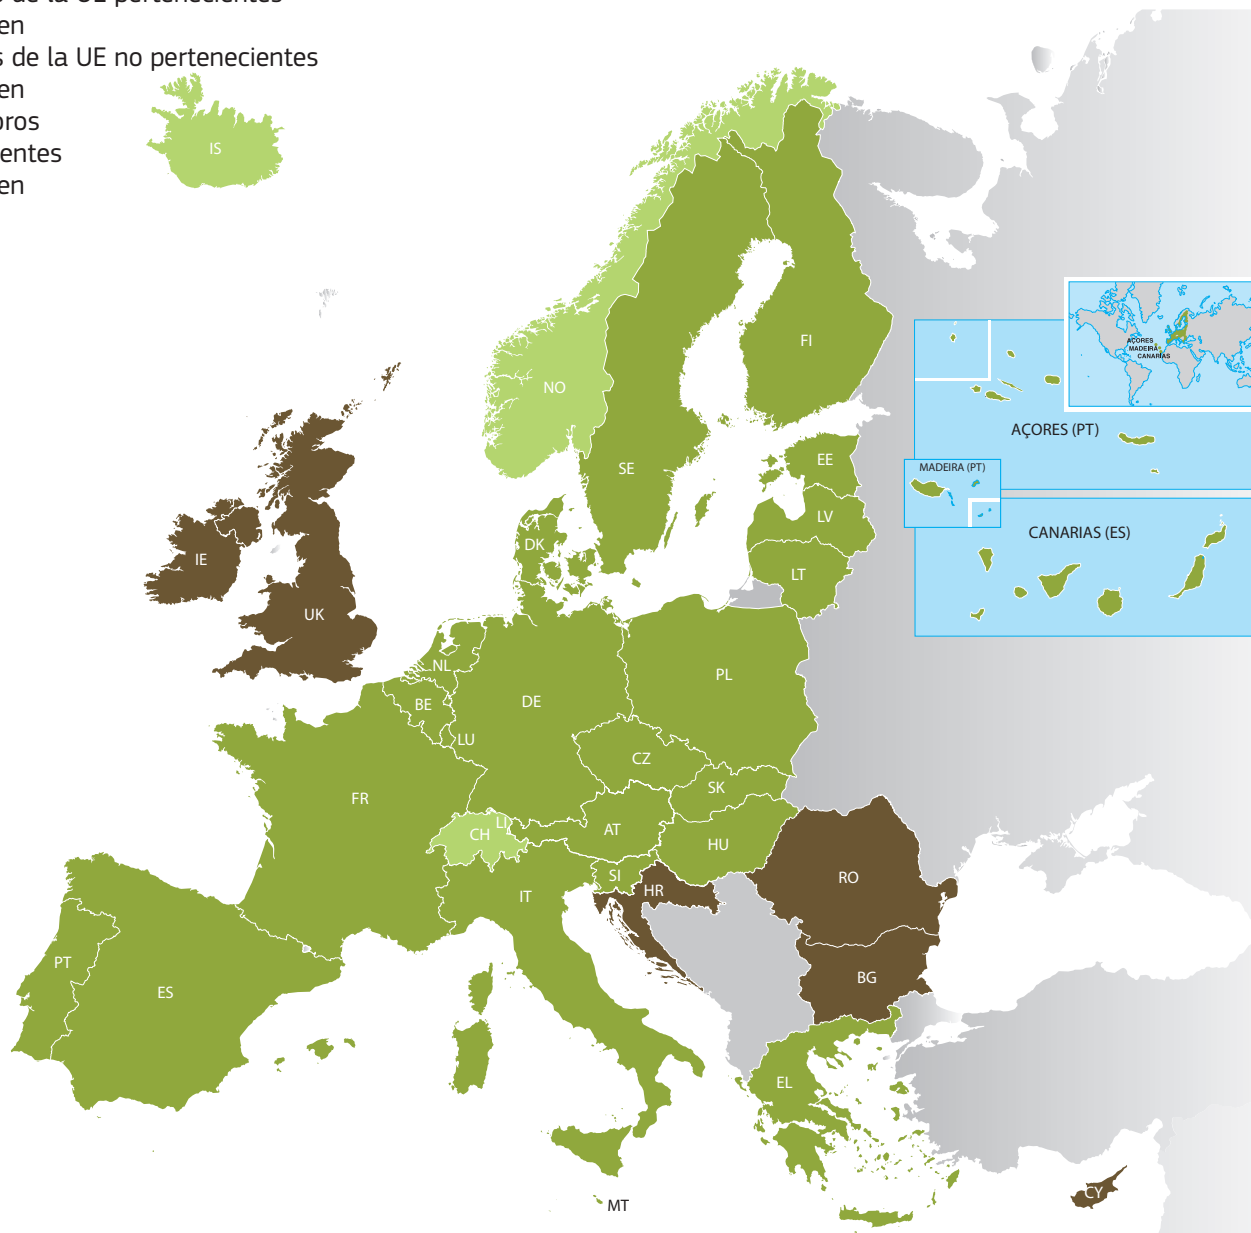 de la UE pertenecientes
en
de la UE no pertenecientes
en
entes
en
IS
FI
NO
SE
EE
LV
LT
DK
IE
UK
NL
BE
LU
DE
PL
CZ
SK
FR
CH
LI
AT
HU
SI
HR
RO
IT
BG
PT
ES
EL
MT
CY
AÇORES
MADEIRA
CANARIAS
AÇORES (PT)
MADEIRA (PT)
CANARIAS (ES)